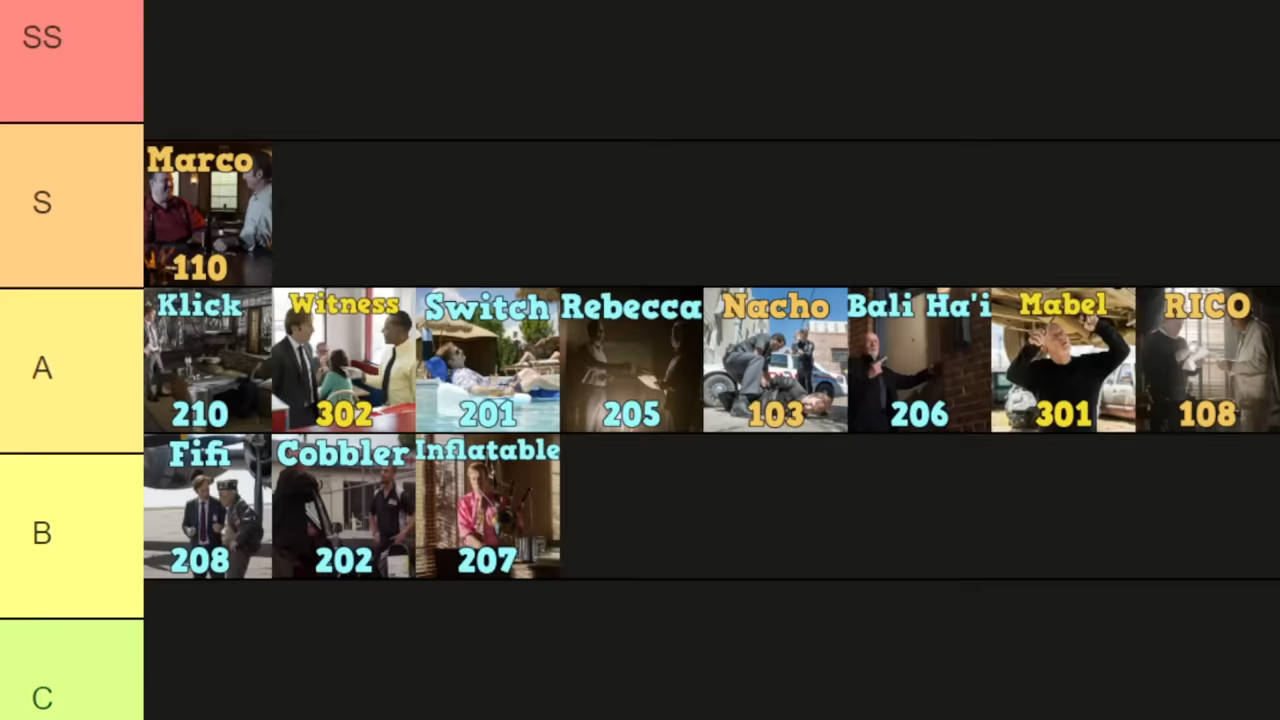 SS
S
Marco
110
A
Klick
210
Witness
302
Switch
201
Rebecca
205
Nacho
103
Bali Ha'i
206
Mabel
301
RICO
108
B
Fifi
208
Cobbler
202
Inflatable
207
C